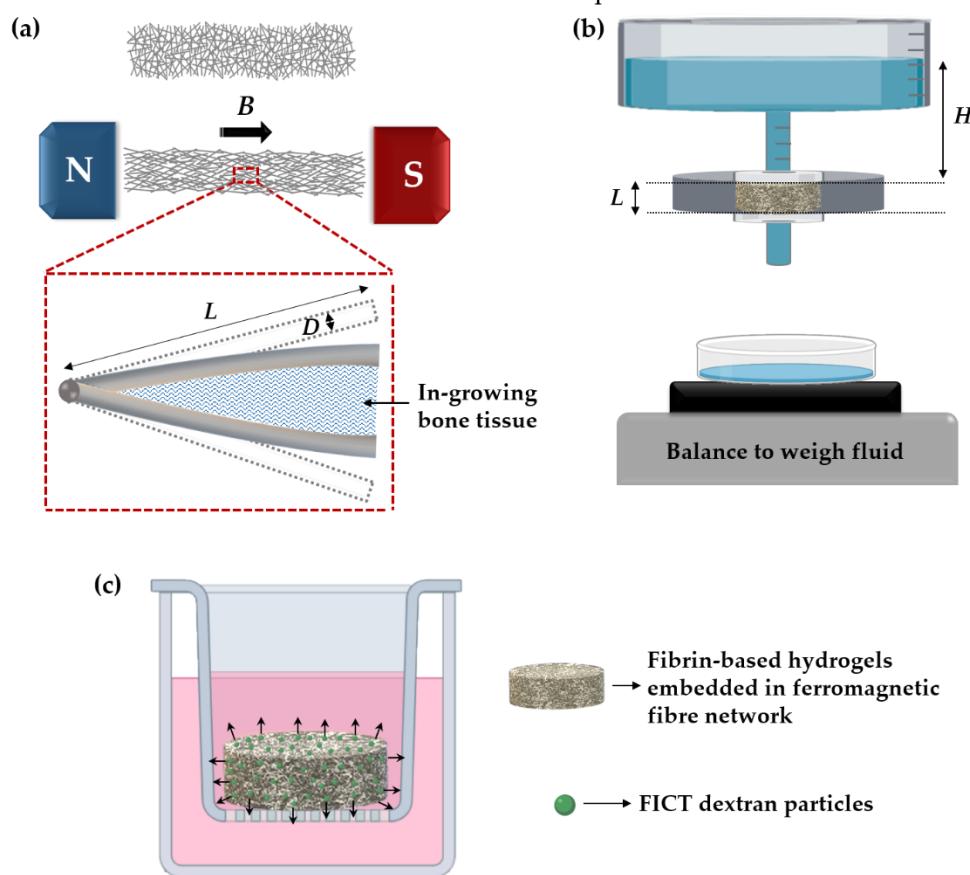 (a)
B
N
S
L
D
In-growing
bone tissue
(b)
H
L
Balance to weigh fluid
(c)
Fibrin-based hydrogels
embedded in ferromagnetic
fibre network
FICT dextran particles